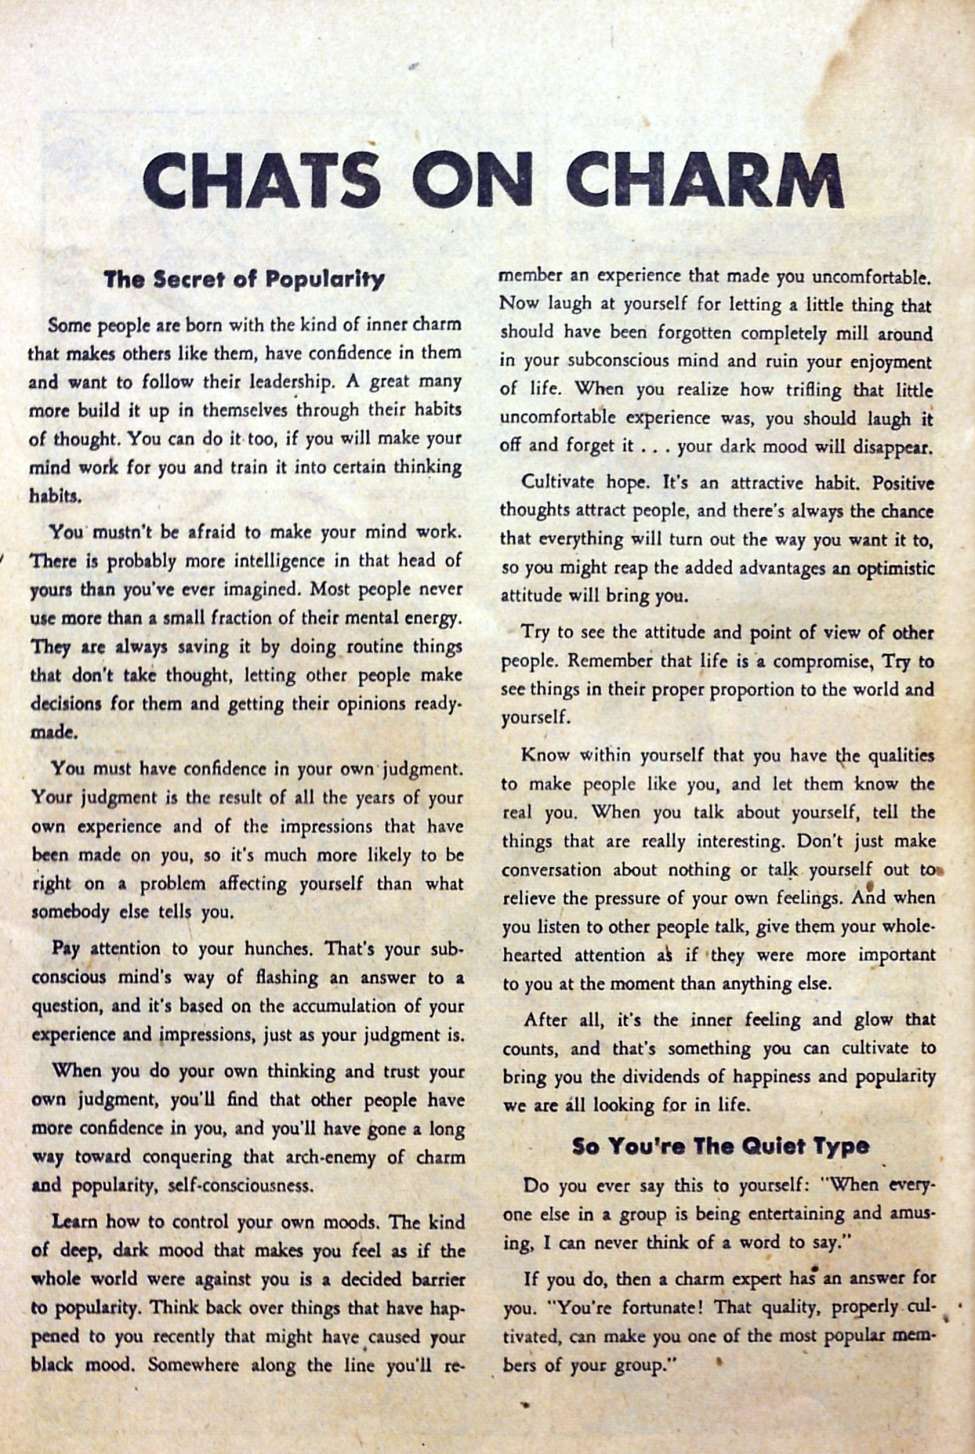 CHATS ON CHARM
The Secret of Popularity
Some people are born with the kind of inner charm
that makes others like them, have confidence in them
and want to follow their leadership. A great many
more build it up in themselves through their habits
of thought. You can do it too, if you will make your
mind work for you and train it into certain thinking
habits.
You mustn't be afraid to make your mind work.
There is probably more intelligence in that head of
yours than you've ever imagined. Most people never
use more than a small fraction of their mental energy.
They are always saving it by doing routine things
that don't take thought, letting other people make
decisions for them and getting their opinions ready-
made.
You must have confidence in your own judgment.
Your judgment is the result of all the years of your
own experience and of the impressions that have
been made on you, so it's much more likely to be
right on a problem affecting yourself than what
somebody else tells you.
Pay attention to your hunches. That's your sub-
conscious mind's way of flashing an answer to a
question, and it's based on the accumulation of your
experience and impressions, just as your judgment is.
When you do your own thinking and trust your
own judgment, you'll find that other people have
more confidence in you, and you'll have gone a long
way toward conquering that arch-enemy of charm
and popularity, self-consciousness.
Learn how to control your own moods. The kind
of deep, dark mood that makes you feel as if the
whole world were against you is a decided barrier
to popularity. Think back over things that have hap-
pened to you recently that might have caused your
black mood. Somewhere along the line you'll re-
member an experience that made you uncomfortable.
Now laugh at yourself for letting a little thing that
should have been forgotten completely mill around
in your subconscious mind and ruin your enjoyment
of life. When you realize how trifling that little
uncomfortable experience was, you should laugh it
off and forget it . . . your dark mood will disappear.
Cultivate hope. It's an attractive habit. Positive
thoughts attract people, and there's always the chance
that everything will turn out the way you want it to,
so you might reap the added advantages an optimistic
attitude will bring you.
Try to see the attitude and point of view of other
people. Remember that life is a compromise, Try to
see things in their proper proportion to the world and
yourself.
Know within yourself that you have the qualities
to make people like you, and let them know the
real you. When you talk about yourself, tell the
things that are really interesting. Don't just make
conversation about nothing or talk yourself out to
relieve the pressure of your own feelings. And when
you listen to other people talk, give them your whole-
hearted attention as if they were more important
to you at the moment than anything else.
After all, it's the inner feeling and glow that
counts, and that's something you can cultivate to
bring you the dividends of happiness and popularity
we are all looking for in life.
So You're The Quiet Type
Do you ever say this to yourself: "When every-
one else in a group is being entertaining and amus-
ing, I can never think of a word to say."
If you do, then a charm expert has an answer for
you. "You're fortunate! That quality, properly cul-
tivated, can make you one of the most popular mem-
bers of your group."